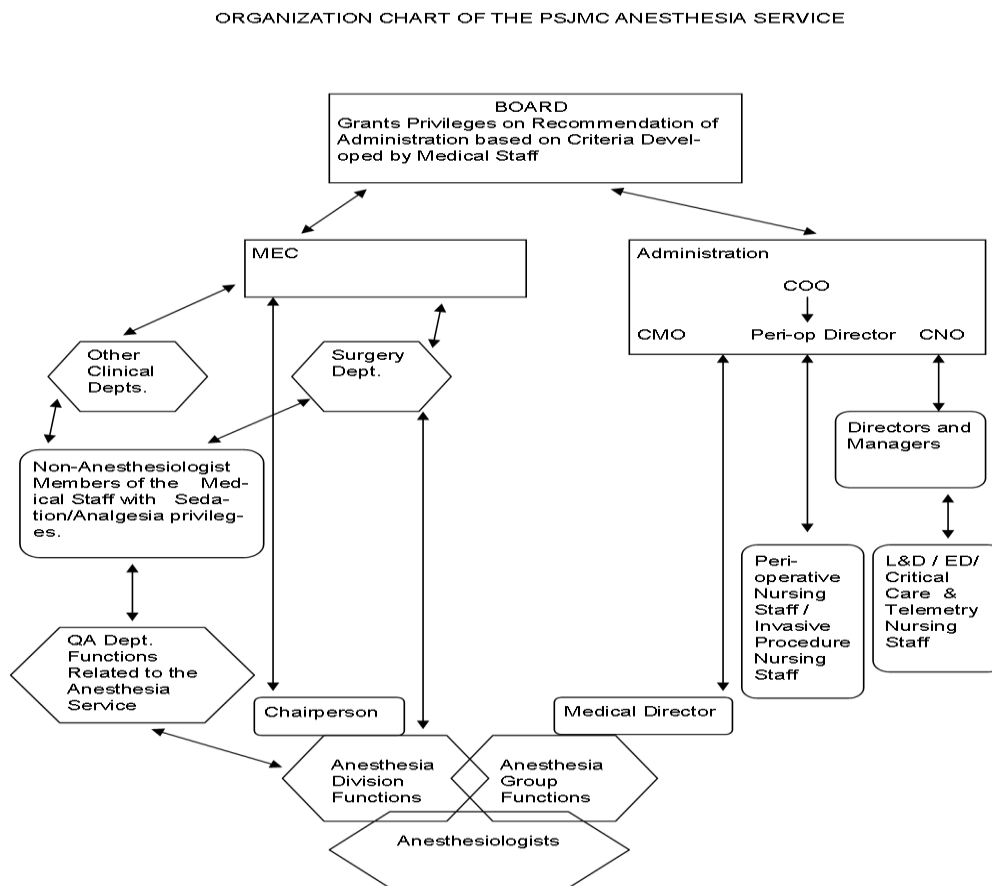 ORGANIZATION CHART OF THE PSJMC ANESTHESIA SERVICE
BOARD
Grants Privileges on Recommendation of
Administration based on Criteria Devel-
oped by Medical Staff
MEC
Administration
COO
CMO
Peri-op Director
CNO
Other
Clinical
Depts.
Surgery
Dept.
Directors and
Managers
Non-Anesthesiologist
Members of the Med-
ical Staff with Seda-
tion/Analgesia privileg-
es.
Peri-
operative
Nursing
Staff /
Invasive
Procedure
Nursing
Staff
L&D / ED/
Critical
Care &
Telemetry
Nursing
Staff
QA Dept.
Functions
Related to the
Anesthesia
Service
Chairperson
Medical Director
Anesthesia
Division
Functions
Anesthesia
Group
Functions
Anesthesiologists